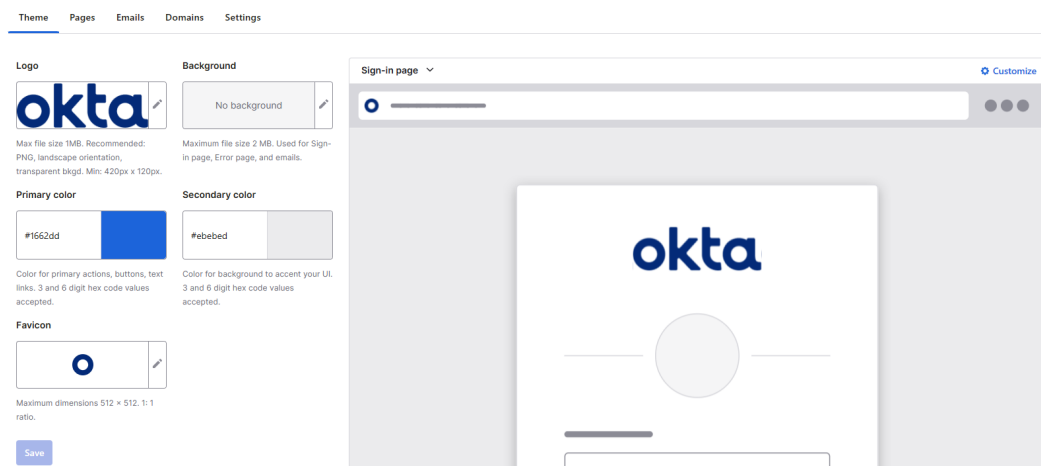 Theme Pages Emails Domains Settings
Logo
okta
Max file size 1MB. Recommended:
PNG, landscape orientation,
transparent bkgd. Min: 420px x 120px.
Background
No background
Maximum file size 2 MB. Used for Sign-
in page, Error page, and emails.
Primary color
#1662dd
Color for primary actions, buttons, text
links. 3 and 6 digit hex code values
accepted.
Secondary color
#ebebed
Color for background to accent your UI.
3 and 6 digit hex code values
accepted.
Favicon
Maximum dimensions 512 × 512. 1: 1
ratio.
Save
Sign-in page
Customize
okta